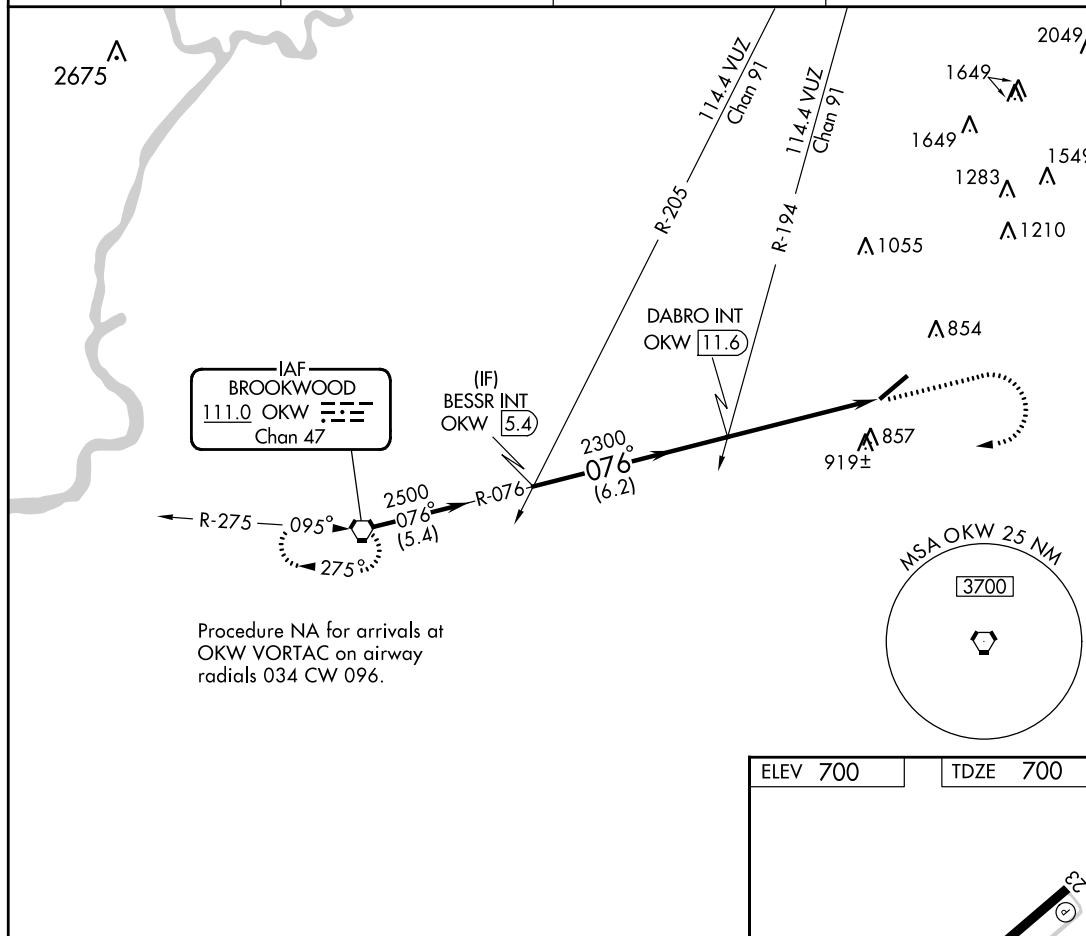 2675
114.4 VUZ
Chan 91
114.4 VUZ
Chan 91
2049
1649
1649
1549
1283
1210
1055
R-205
R-194
854
DABRO INT
OKW 11.6
IAF
BROOKWOOD
111.0 OKW
Chan 47
(IF)
BESSR INT
OKW 5.4
857
919±
2300
076°
(6.2)
2500
076°
(5.4)
R-076
R-275
095°
275°
MSA OKW 25 NM
3700
Procedure NA for arrivals at
OKW VORTAC on airway
radials 034 CW 096.
ELEV 700
TDZE 700
23
P